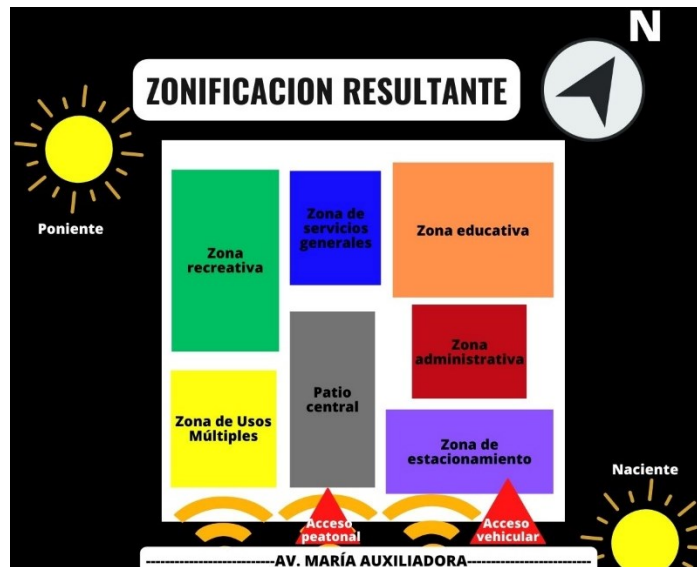 N
ZONIFICACION RESULTANTE
Poniente
Zona
recreativa
Zona de
servicios
generales
Zona educativa
Zona
administrativa
Patio
central
Zona de Usos
Múltiples
Zona de
estacionamiento
Naciente
Acceso
peatonal
Acceso
vehicular
--------------------------AV. MARÍA AUXILIADORA-------------------------